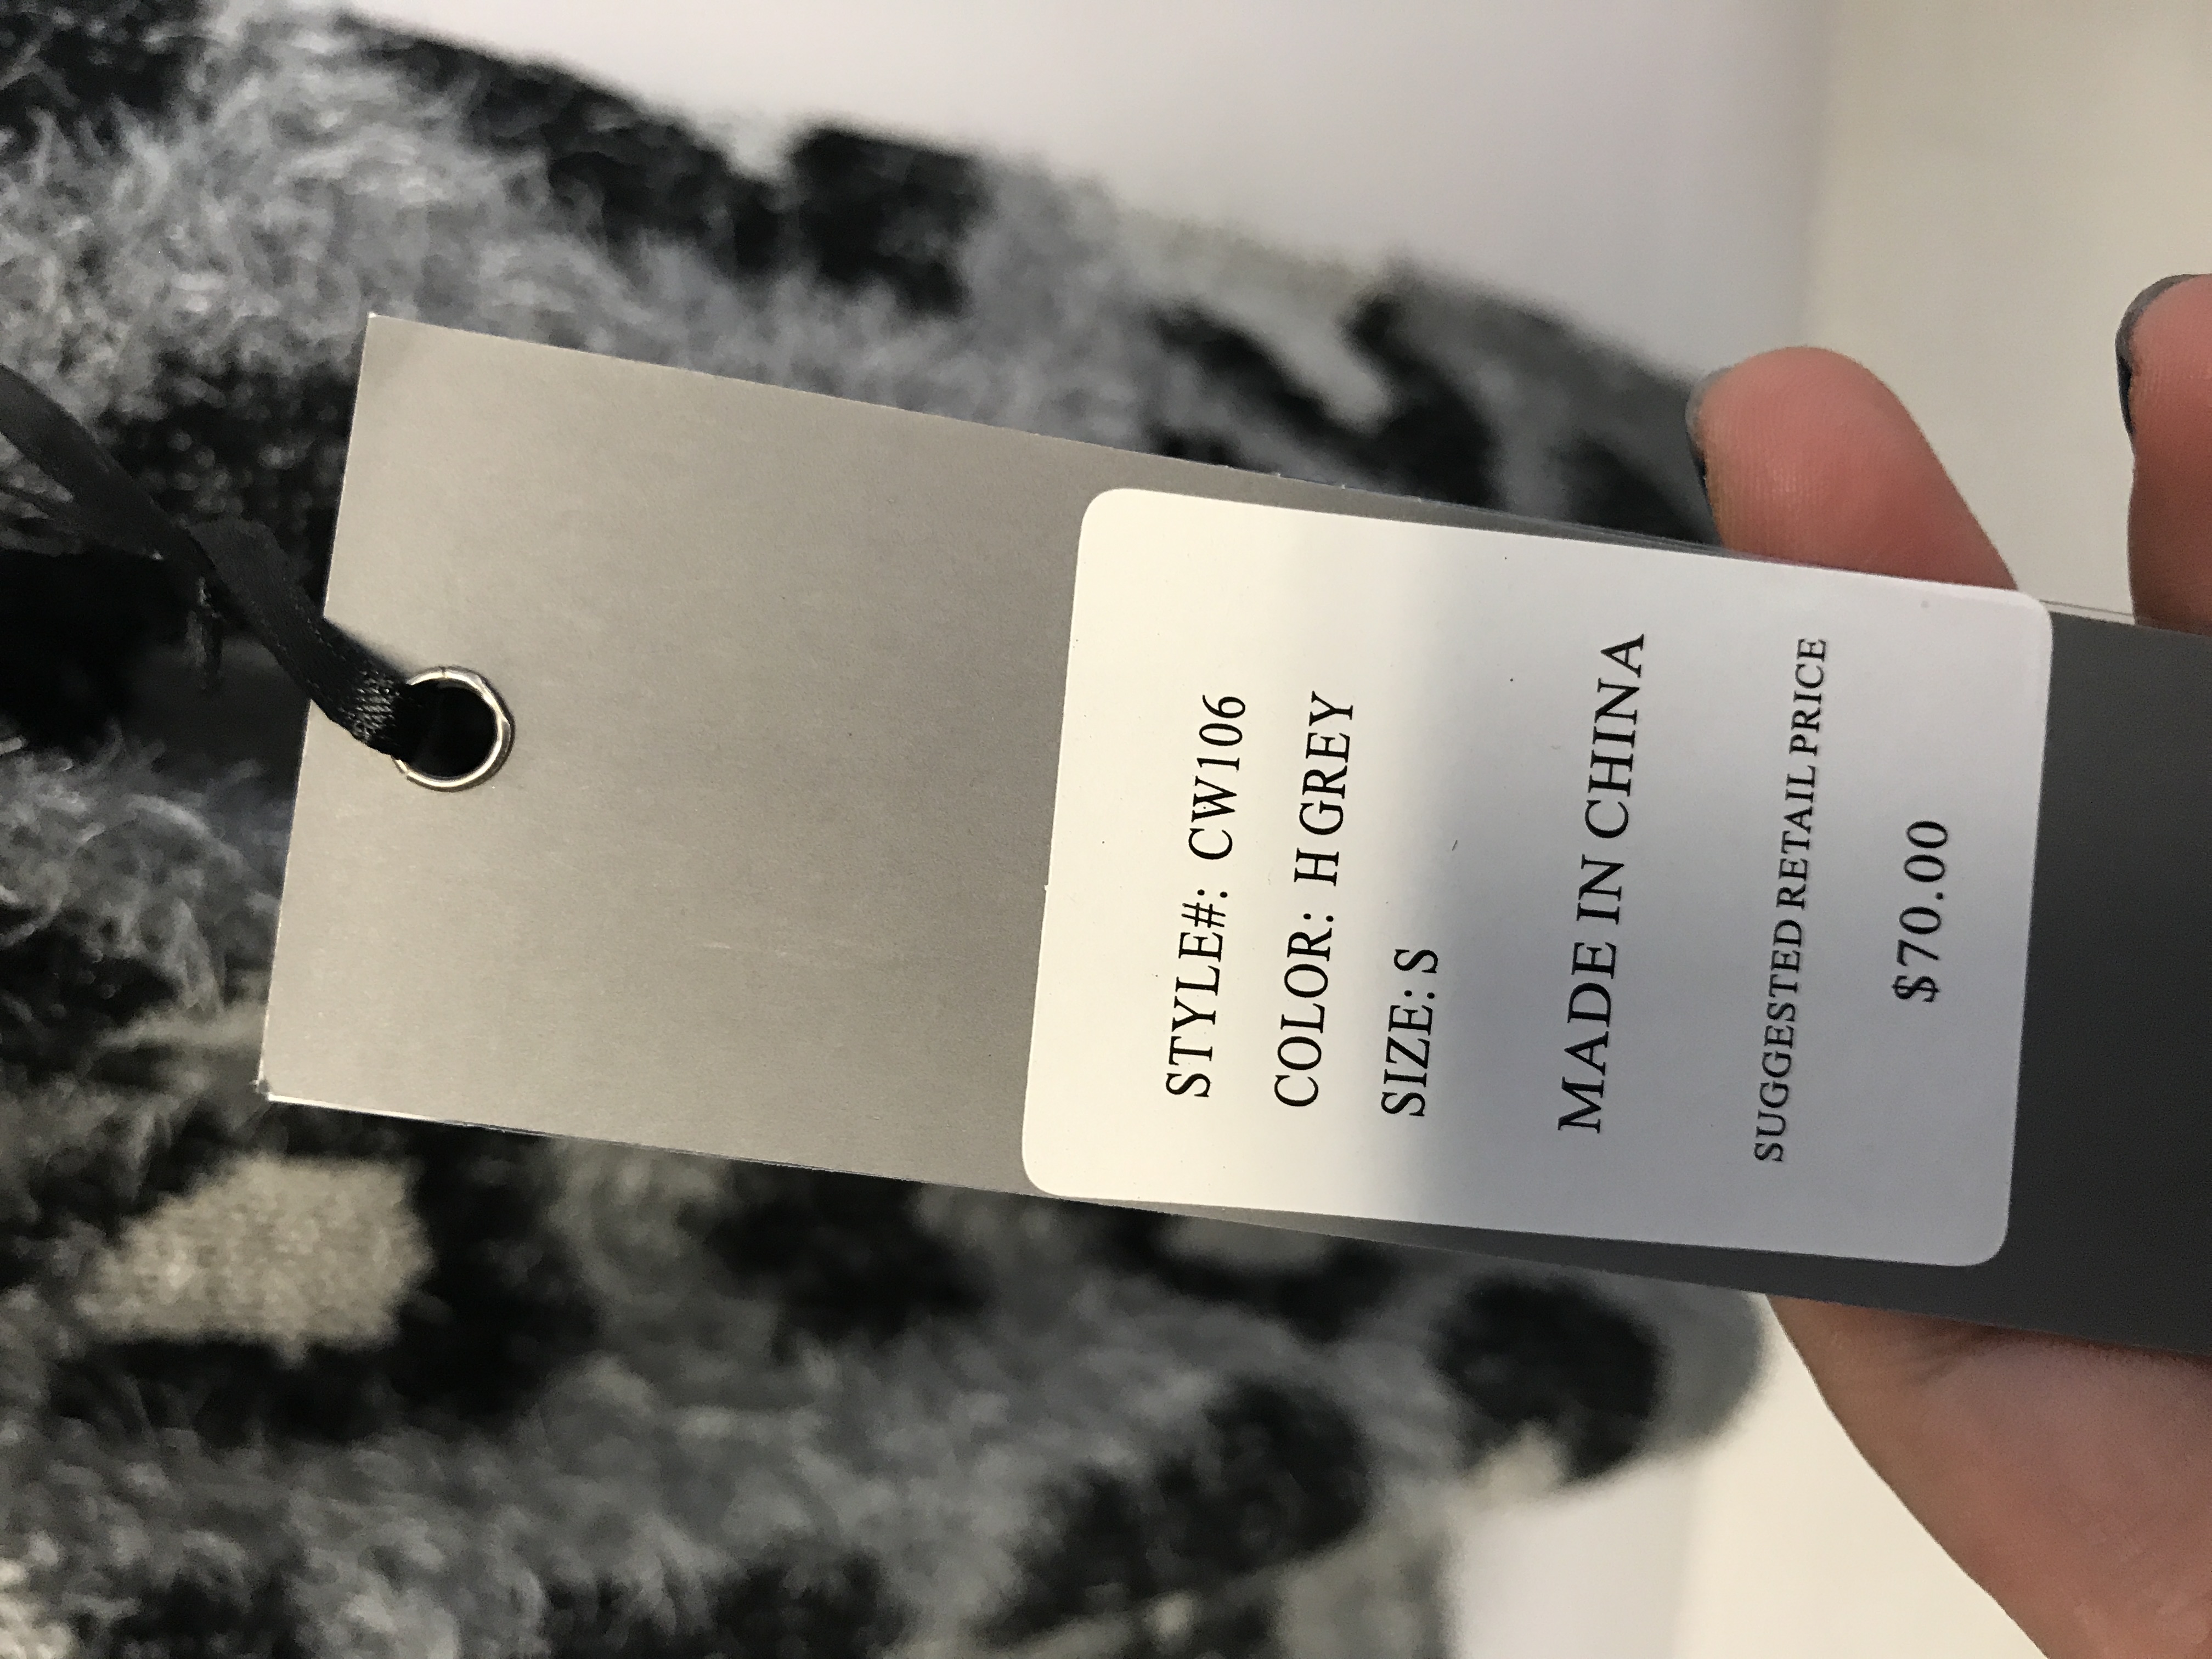 STYLE#: CW106
COLOR: H GREY
SIZE: S
MADE IN CHINA
SUGGESTED RETAIL PRICE
$70.00